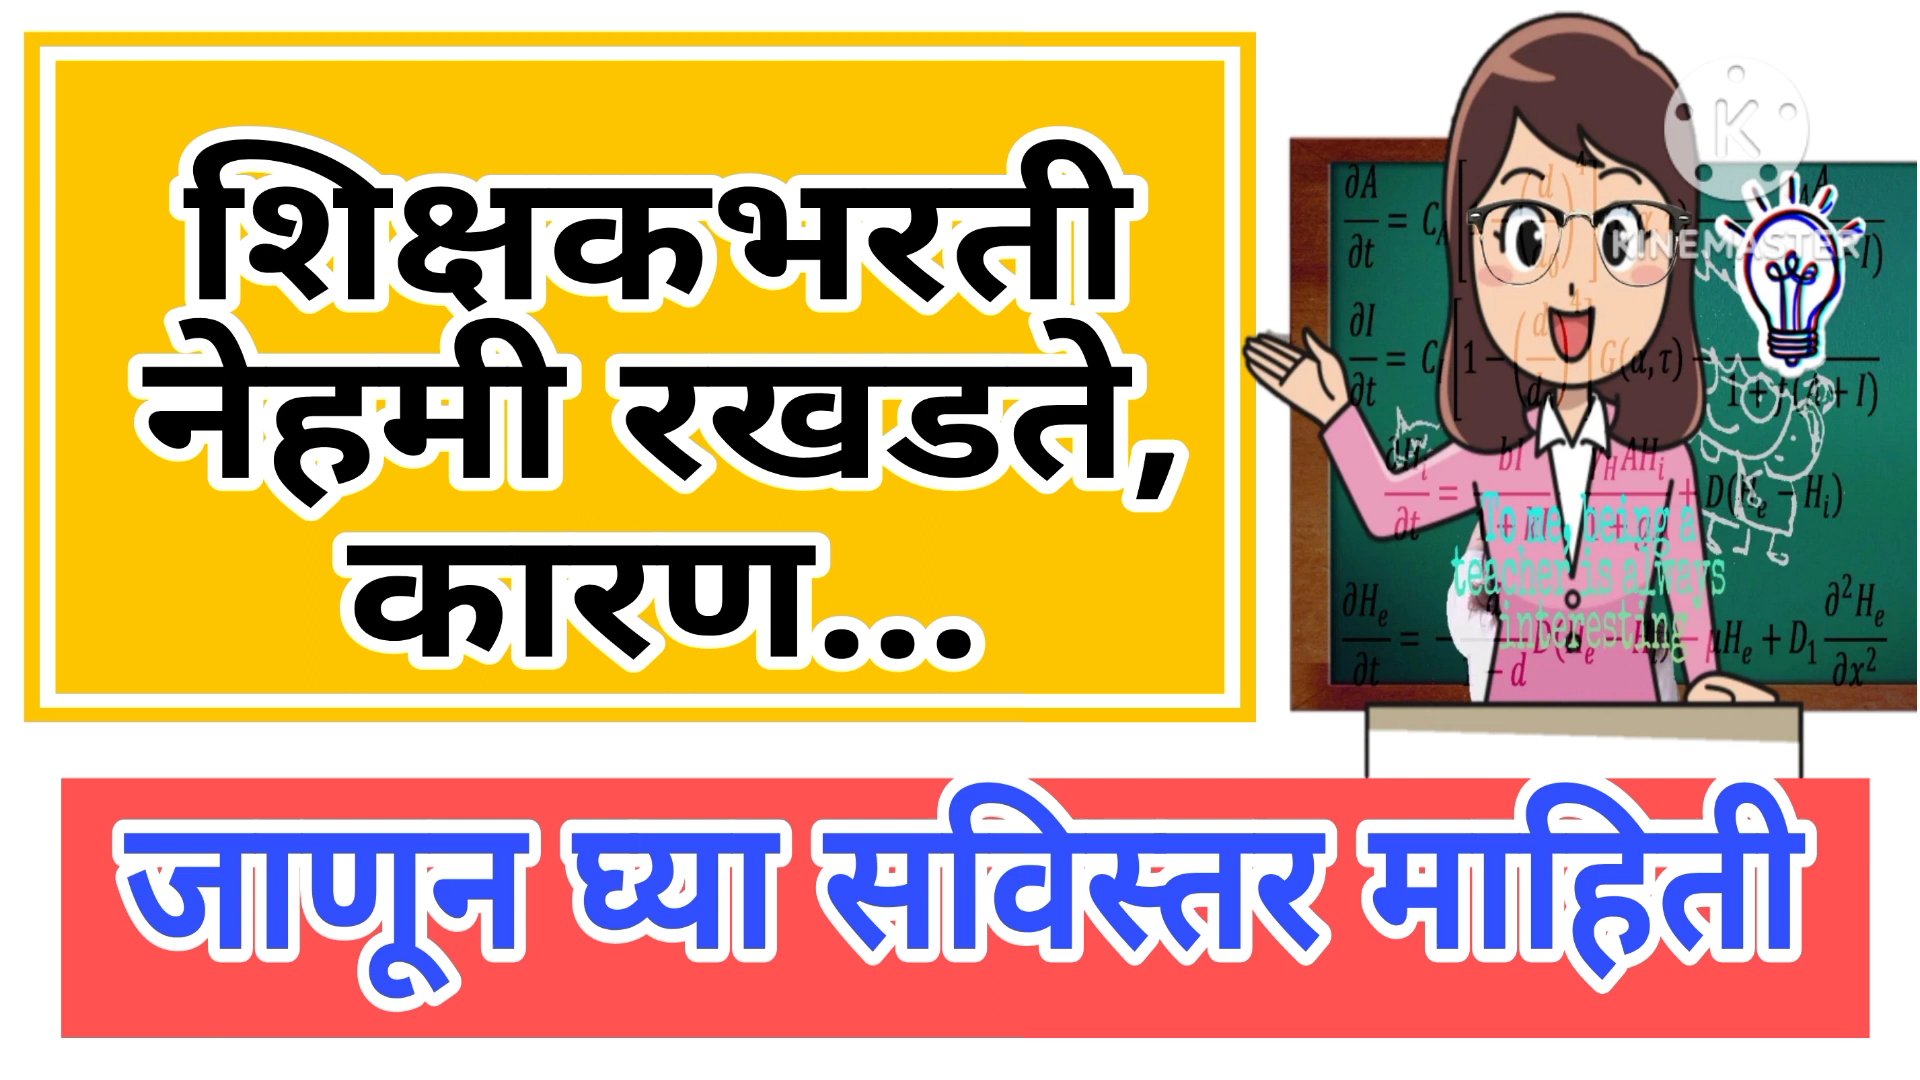 शिक्षकभरती
नेहमी रखडते,
कारण...
K
KINEMASTER
To me, being a
teacher is always
interesting
जाणून घ्या सविस्तर माहिती